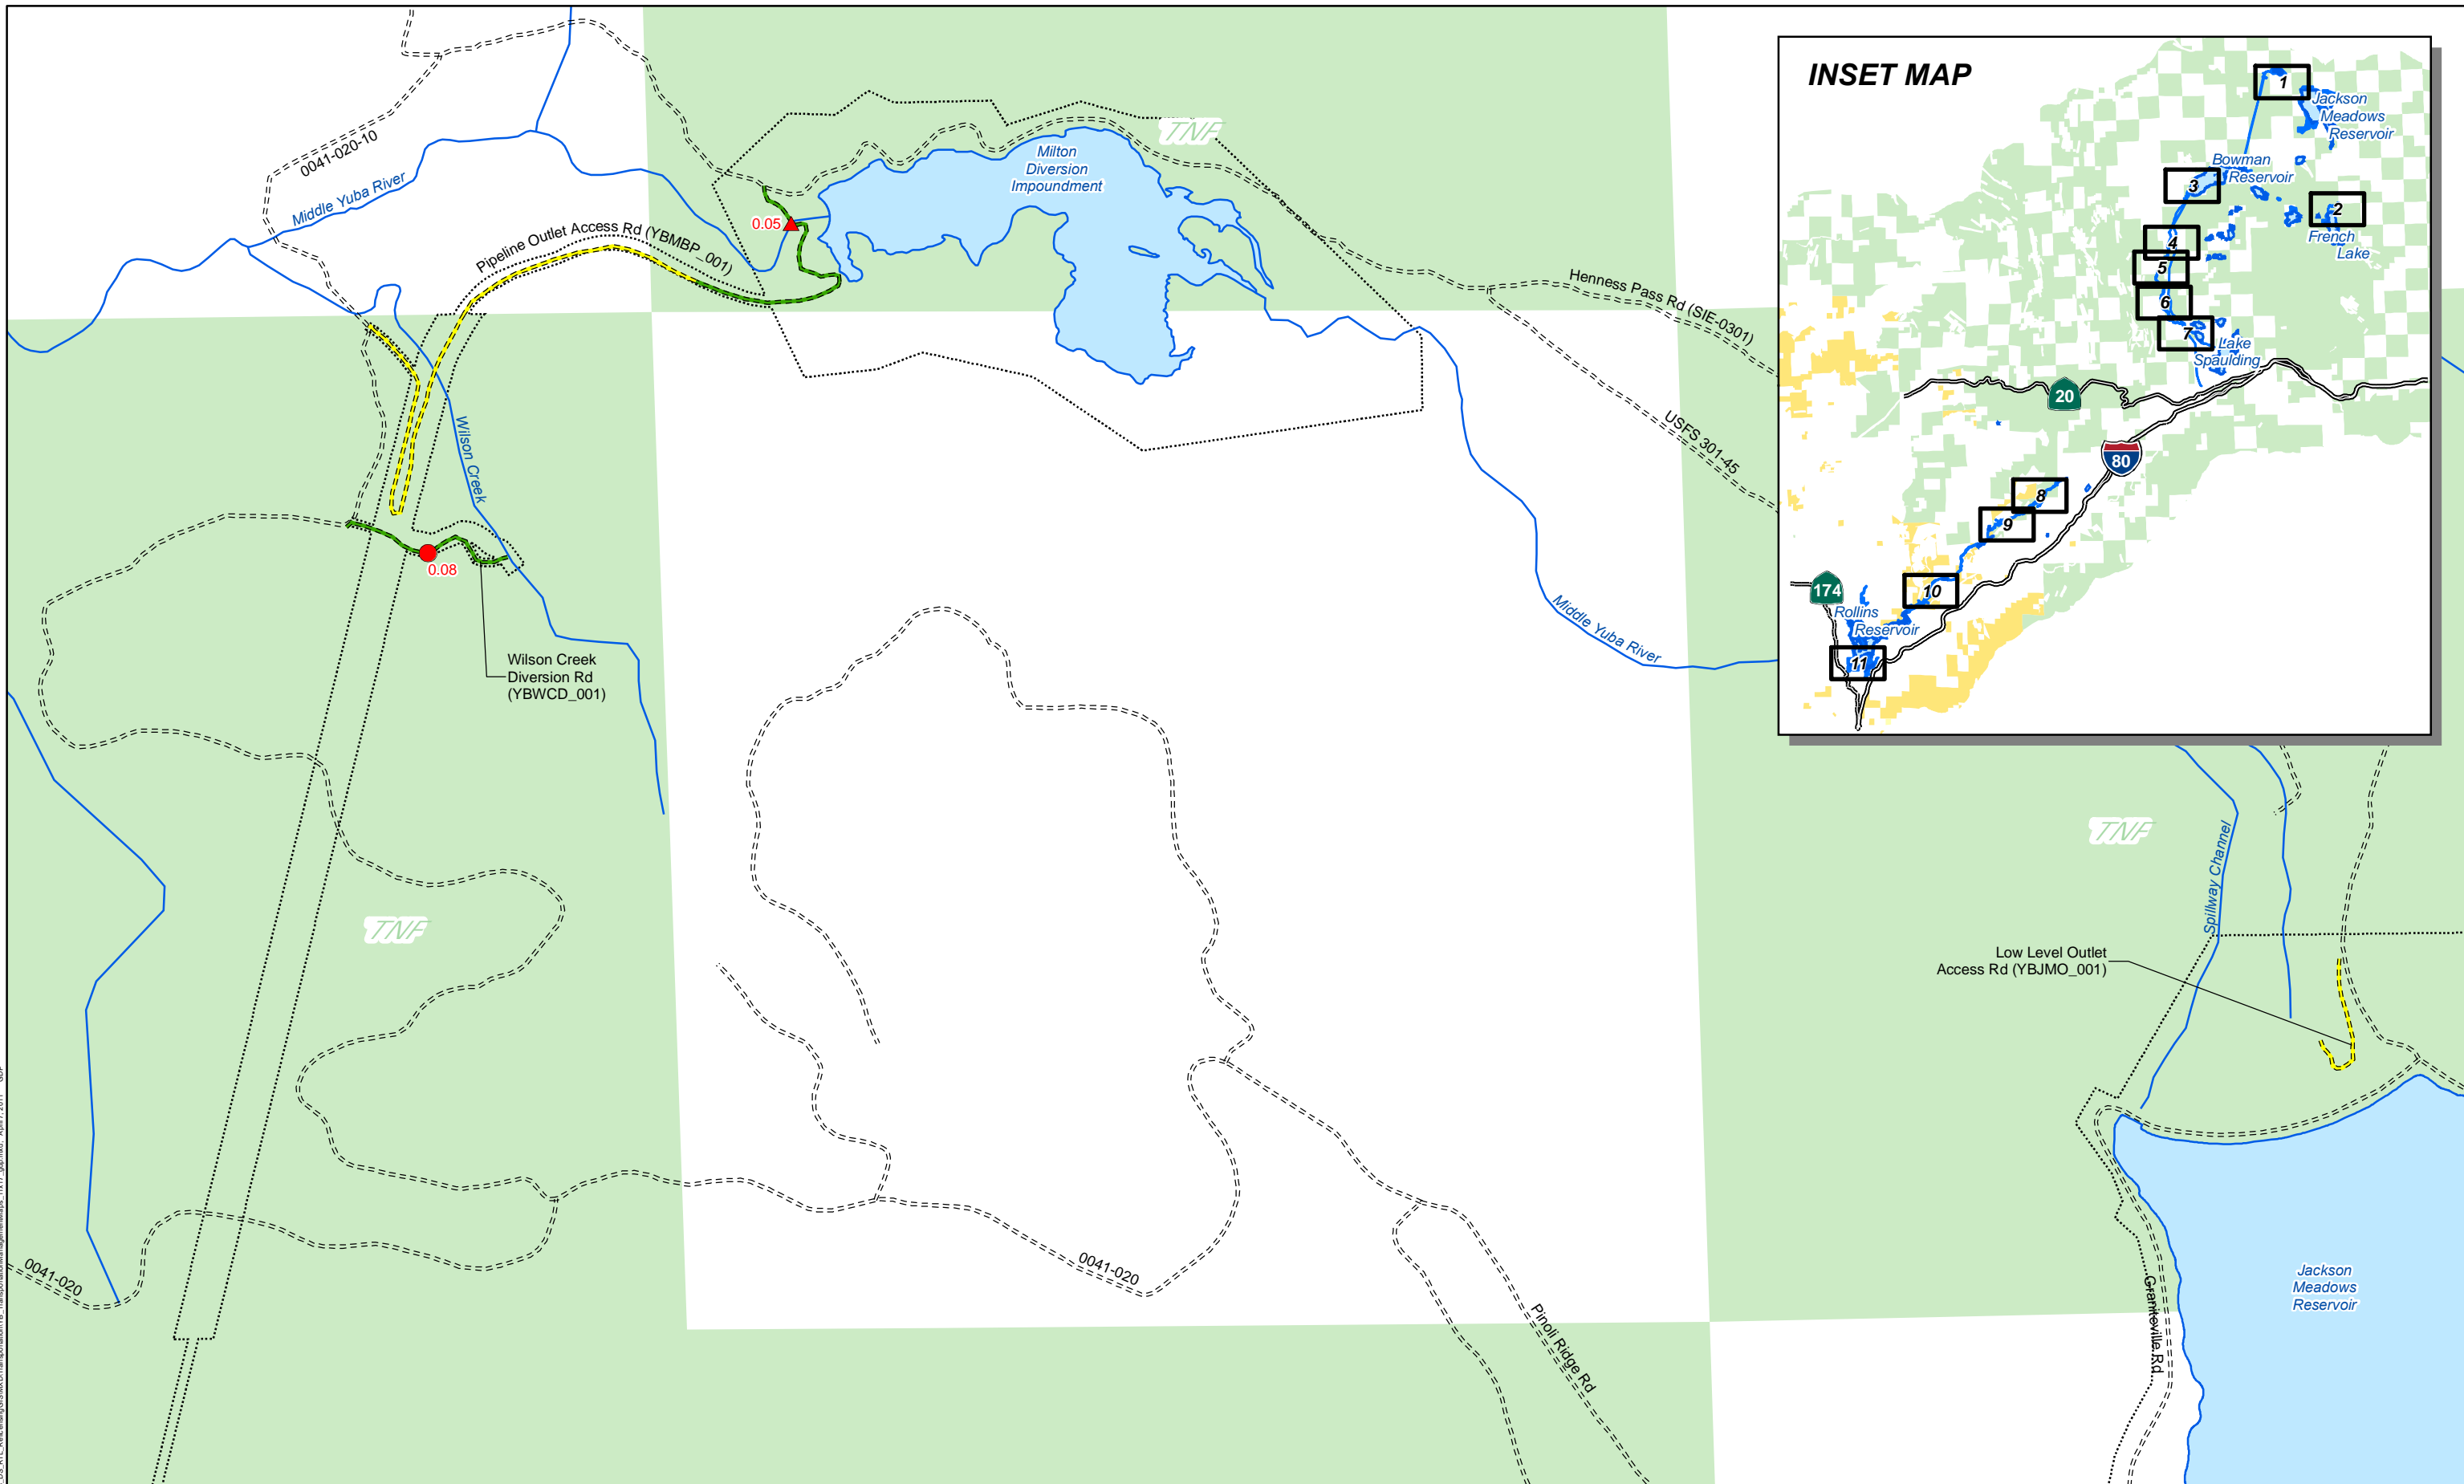 0041-020-10
Middle Yuba River
Pipeline Outlet Access Rd (YBMBP_001)
0.05
Milton
Diversion
Impoundment
TNF
Henness Pass Rd (SIE-0301)
USFS 301-45
Wilson Creek
0.08
Wilson Creek
Diversion Rd
(YBWCD_001)
Middle Yuba River
TNF
0041-020
0041-020
Pinoli Ridge Rd
INSET MAP
1
Jackson
Meadows
Reservoir
Bowman
Reservoir
3
2
French
Lake
4
5
6
7
Lake
Spaulding
20
80
8
9
10
174
Rollins
Reservoir
11
TNF
Spillway Channel
Low Level Outlet
Access Rd (YBJMO_001)
Graniteville Rd
Jackson
Meadows
Reservoir